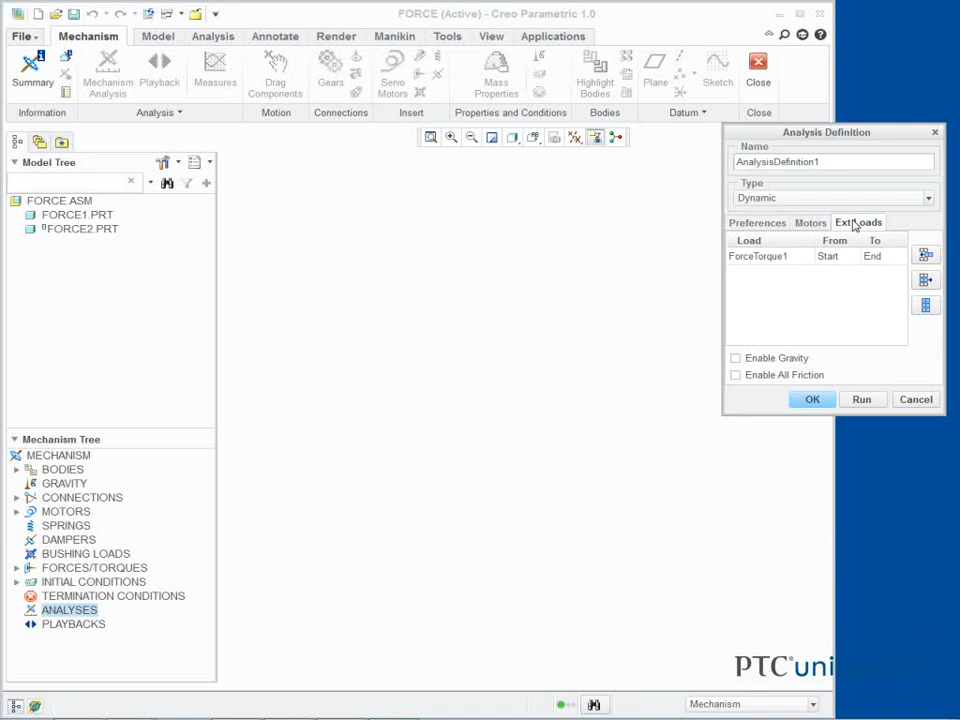 FORCE (Active) - Creo Parametric 1.0
File Mechanism Model Analysis Annotate Render Manikin Tools View Applications
Summary Mechanism Analysis Playback Measures Drag Components Gears Servo Motors Mass Properties Highlight Bodies Plane Sketch Close
Information Analysis Motion Connections Insert Properties and Conditions Bodies Datum Close
Analysis Definition
Name
AnalysisDefinition1
Type
Dynamic
Preferences Motors Ext Loads
Load From To
ForceTorque1 Start End
Enable Gravity
Enable All Friction
OK Run Cancel
Model Tree
FORCE.ASM
FORCE1.PRT
FORCE2.PRT
Mechanism Tree
MECHANISM
BODIES
GRAVITY
CONNECTIONS
MOTORS
SPRINGS
DAMPERS
BUSHING LOADS
FORCES/TORQUES
INITIAL CONDITIONS
TERMINATION CONDITIONS
ANALYSES
PLAYBACKS
PTC
Mechanism